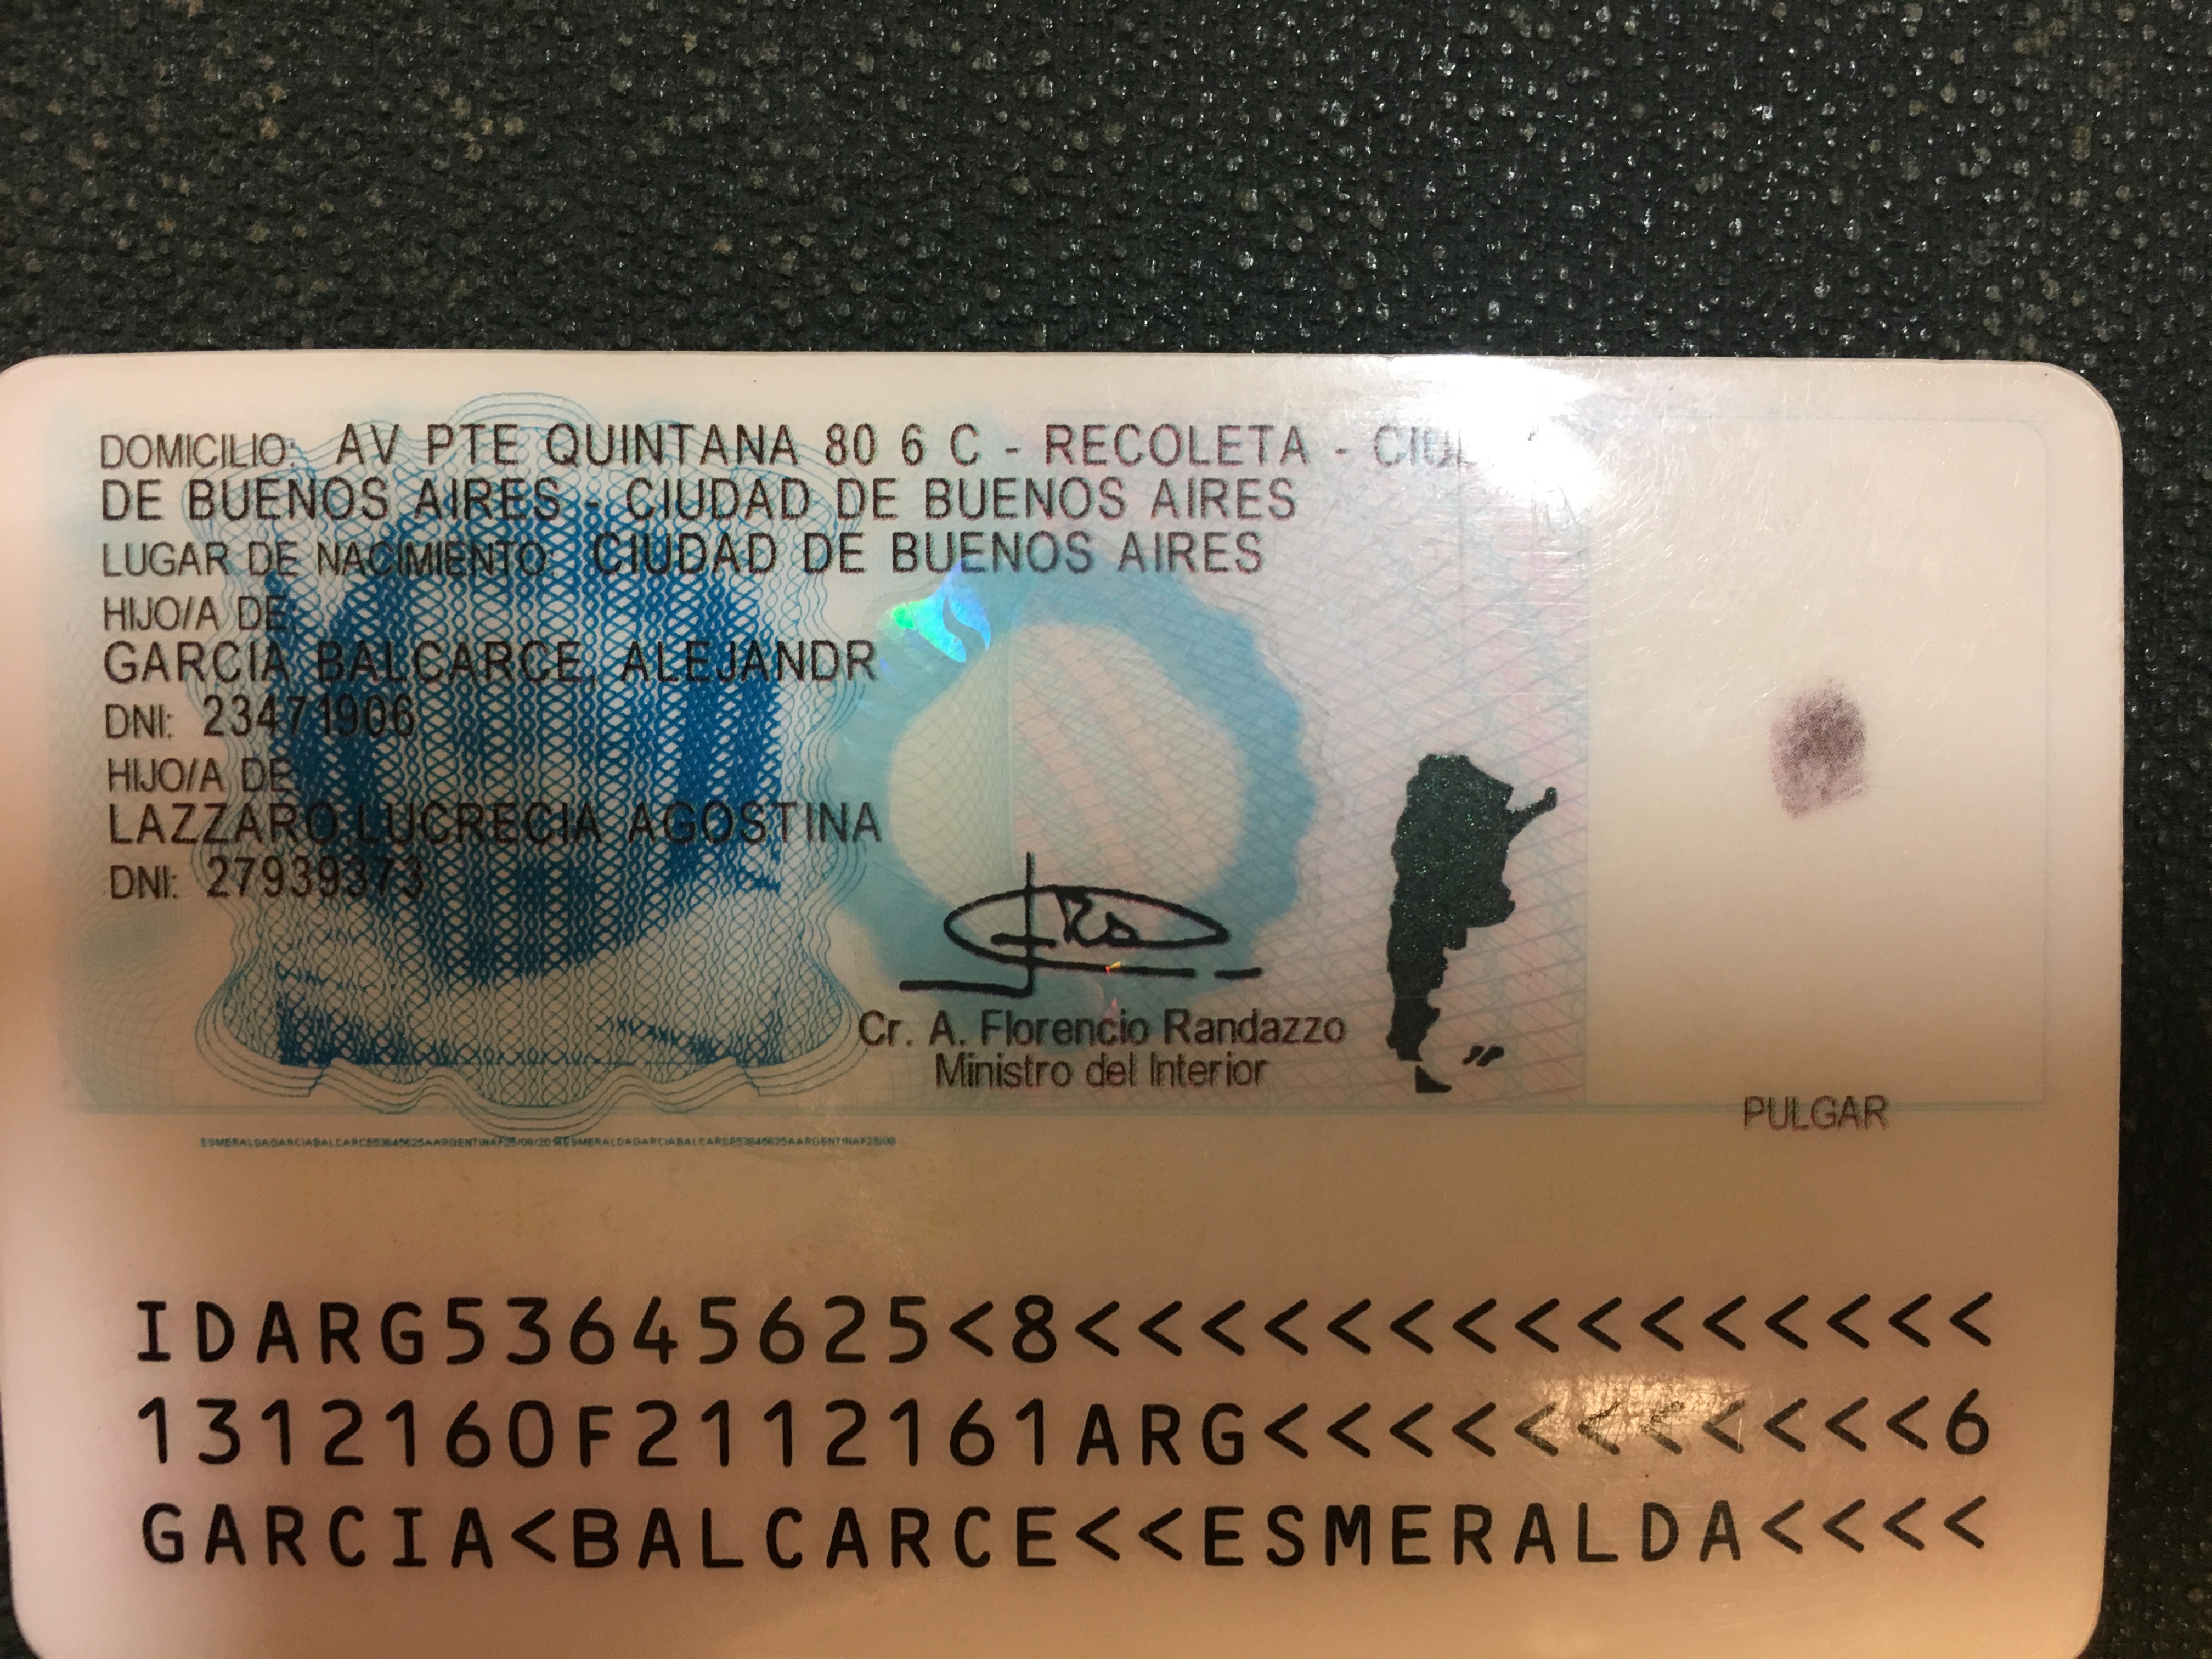 DOMICILIO: AV PTE QUINTANA 80 6 C - RECOLETA -
DE BUENOS AIRES - CIUDAD DE BUENOS AIRES
LUGAR DE NACIMIENTO: CIUDAD DE BUENOS AIRES
HIJO/A DE:
GARCIA BALCARCE, ALEJANDR
DNI: 23471906
HIJO/A DE:
LAZZARO LUCRECIA AGOSTINA
DNI: 27939373
Cr. A. Florencio Randazzo
Ministro del Interior
PULGAR
IDARG53645625<8<<<<<<<<<<<<<<<
1312160F2112161ARG<<<<<<<<<<<6
GARCIA<BALCARCE<<ESMERALDA<<<<